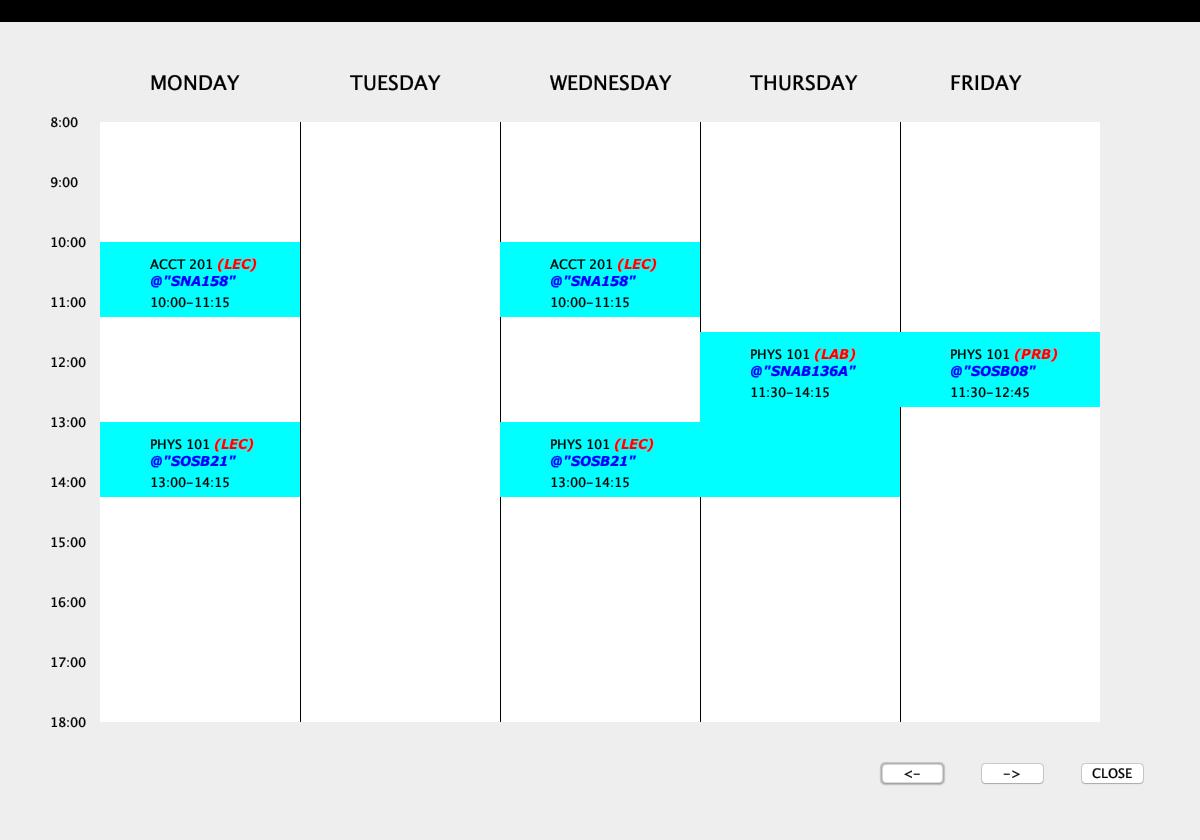 MONDAY TUESDAY WEDNESDAY THURSDAY FRIDAY
8:00
9:00
10:00
ACCT 201 (LEC) ACCT 201 (LEC)
@"SNA158" @"SNA158"
11:00 10:00-11:15 10:00-11:15
PHYS 101 (LAB) PHYS 101 (PRB)
12:00
@"SNAB136A" @"SOSB08"
11:30-14:15 11:30-12:45
13:00
PHYS 101 (LEC) PHYS 101 (LEC)
@"SOSB21" @"SOSB21"
14:00 13:00-14:15 13:00-14:15
15:00
16:00
17:00
18:00
<- -> CLOSE